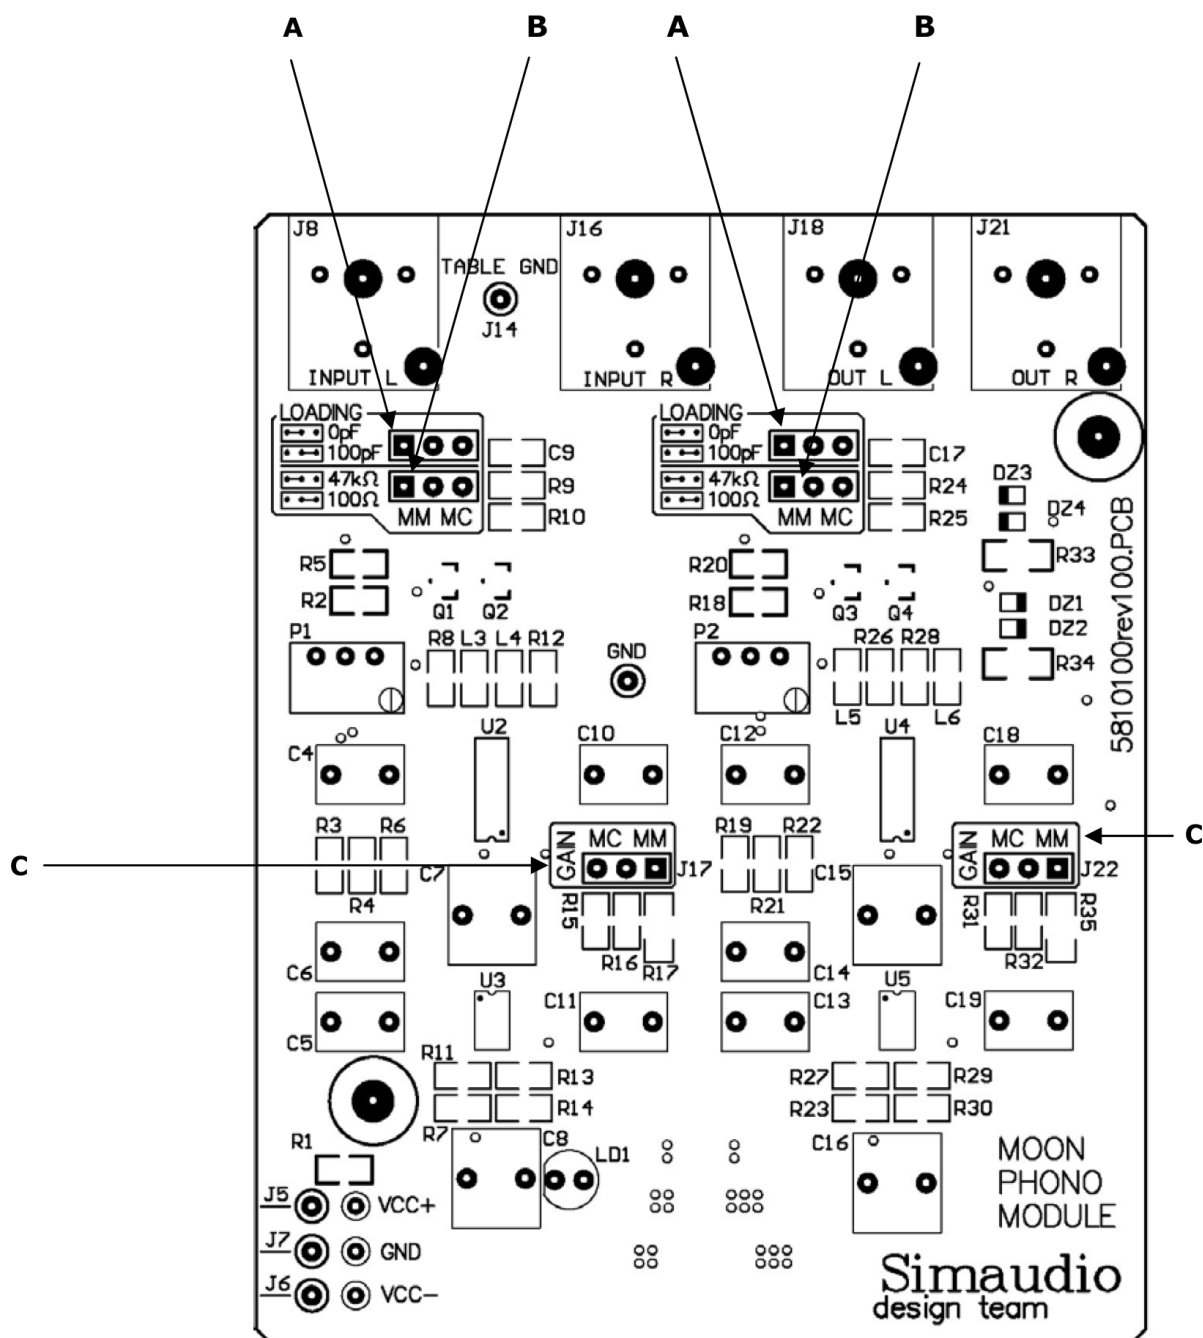 A B A B
J8 J16 J18 J21
TABLE GND
J14
INPUT L INPUT R OUT L OUT R
LOADING LOADING
0pF 0pF
100pF C9 100pF C17
47kΩ R9 47kΩ R24
100Ω R10 100Ω R25
MM MC MM MC
DZ3
DZ4
R5 R20 R33
R2 Q1 Q2 R18 Q3 Q4 DZ1
DZ2
5810100rev100.PCB
P1 R8 L3 L4 R12 GND P2 R26 R28 R34
L5 L6
U2 U4
C4 C10 C12 C18
R3 R6 MC MM R19 R22 MC MM C
C GAIN J17 GAIN J22
C7 C15
R4 R15 R21 R31 R35
R16 R17 R32
C6 C14
U3 U5
C5 C11 C13 C19
R11 R13 R27 R29
R7 R14 R23 R30
R1 C8 LD1 C16
MOON
PHONO
MODULE
J5 VCC+
J7 GND
J6 VCC-
Simaudio
design team